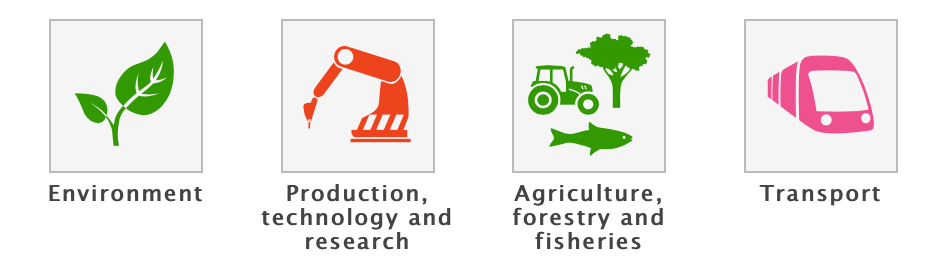 Environment
Production,
technology and
research
Agriculture,
forestry and
fisheries
Transport